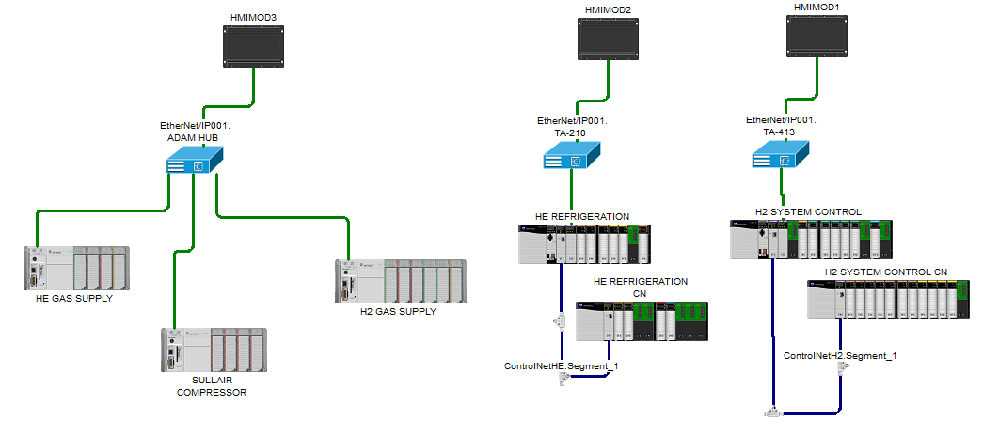 HMIMOD3
HMIMOD2
HMIMOD1
EtherNet/IP001.
ADAM HUB
EtherNet/IP001.
TA-210
EtherNet/IP001.
TA-413
HE GAS SUPPLY
SULLAIR
COMPRESSOR
H2 GAS SUPPLY
HE REFRIGERATION
HE REFRIGERATION
CN
ControlNetHE.Segment_1
H2 SYSTEM CONTROL
H2 SYSTEM CONTROL CN
ControlNetH2.Segment_1